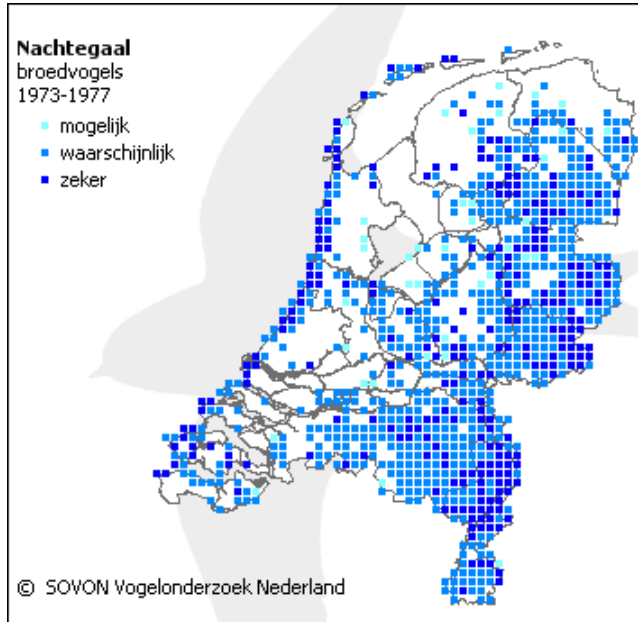 Nachtegaal
broedvogels
1973-1977
mogelijk
waarschijnlijk
zeker
© SOVON Vogelonderzoek Nederland